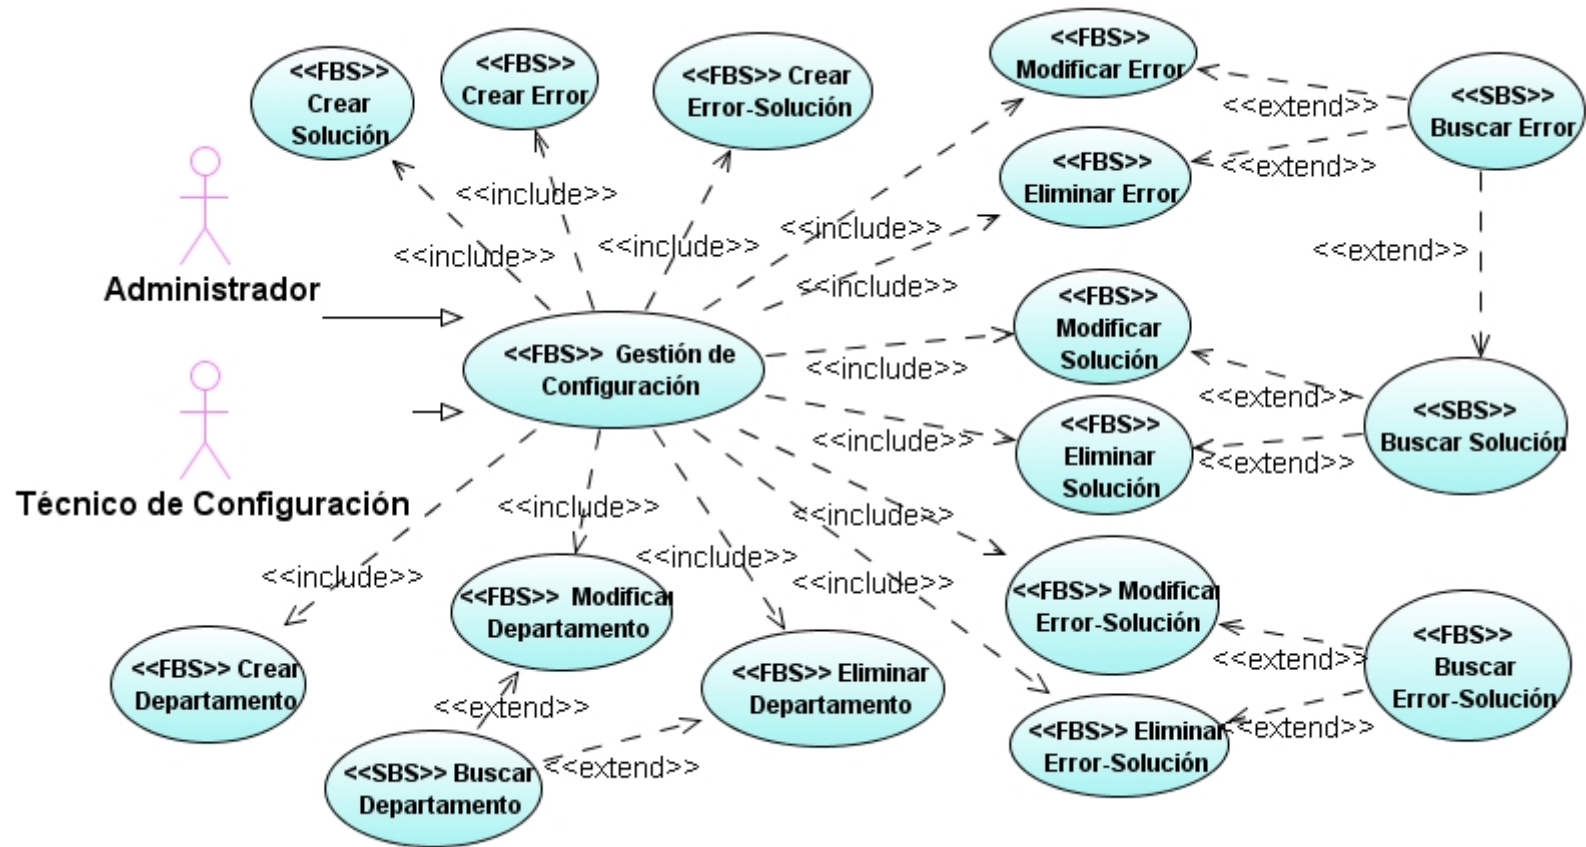 <<FBS>>
Crear
Solución
<<FBS>>
Crear Error
<<FBS>> Crear
Error-Solución
<<FBS>>
Modificar Error
<<SBS>>
Buscar Error
<<extend>>
<<extend>>
<<FBS>>
Eliminar Error
<<include>>
<<include>>
<<include>>
<<include>>
<<include>>
<<extend>>
Administrador
<<FBS>> Gestión de
Configuración
<<FBS>>
Modificar
Solución
<<include>>
<<extend>>
<<SBS>>
Buscar Solución
<<FBS>>
Eliminar
Solución
<<include>>
<<extend>>
Técnico de Configuración
<<include>>
<<include>>
<<include>>
<<include>>
<<include>>
<<FBS>> Modificar
Departamento
<<FBS>> Modificar
Error-Solución
<<FBS>>
Buscar
Error-Solución
<<extend>>
<<extend>>
<<FBS>> Crear
Departamento
<<FBS>> Eliminar
Departamento
<<extend>>
<<FBS>> Eliminar
Error-Solución
<<SBS>> Buscar
Departamento
<<extend>>